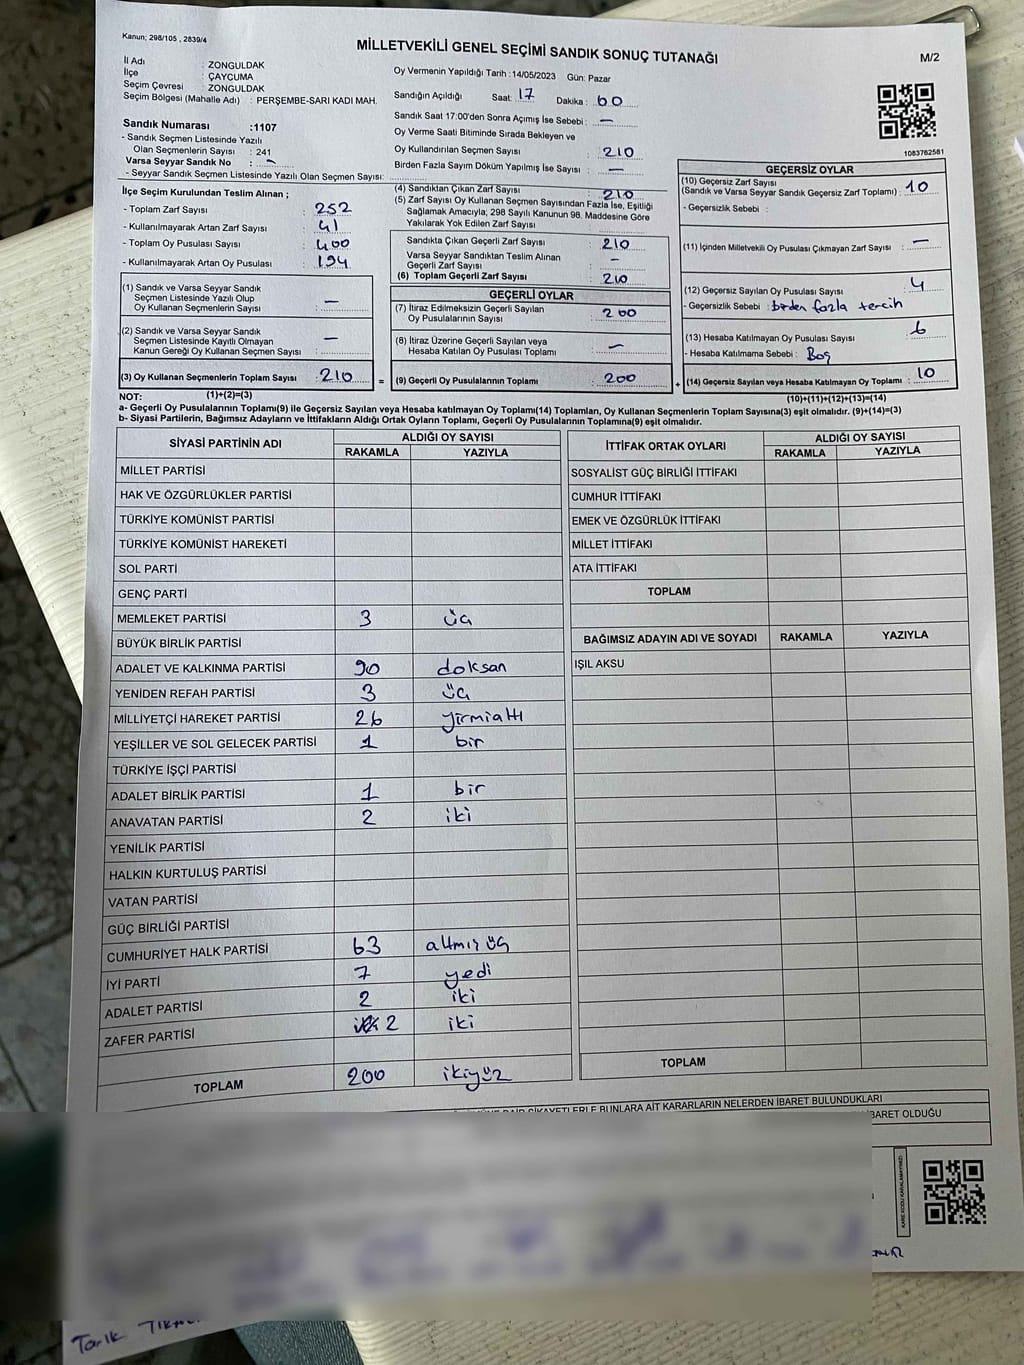 Kanun; 298/105 , 2839/4
MİLLETVEKİLİ GENEL SEÇİMİ SANDIK SONUÇ TUTANAĞI
M/2
İl Adı : ZONGULDAK
İlçe : ÇAYCUMA
Seçim Çevresi : ZONGULDAK
Seçim Bölgesi (Mahalle Adı) : PERŞEMBE-SARI KADI MAH.
Sandık Numarası :1107
- Sandık Seçmen Listesinde Yazılı
Olan Seçmenlerin Sayısı : 241
Varsa Seyyar Sandık No : -
- Seyyar Sandık Seçmen Listesinde Yazılı Olan Seçmen Sayısı:
Oy Vermenin Yapıldığı Tarih :14/05/2023 Gün: Pazar
Sandığın Açıldığı Saat: 17 Dakika: 60
Sandık Saat 17:00'den Sonra Açımış İse Sebebi : -
Oy Verme Saati Bitiminde Sırada Bekleyen ve
Oy Kullandırılan Seçmen Sayısı : 210
Birden Fazla Sayım Döküm Yapılmış İse Sayısı : -
1083762581
İlçe Seçim Kurulundan Teslim Alınan ;
- Toplam Zarf Sayısı : 252
- Kullanılmayarak Artan Zarf Sayısı : 41
- Toplam Oy Pusulası Sayısı : 400
- Kullanılmayarak Artan Oy Pusulası : 194
(1) Sandık ve Varsa Seyyar Sandık
Seçmen Listesinde Yazılı Olup
Oy Kullanan Seçmenlerin Sayısı : -
(2) Sandık ve Varsa Seyyar Sandık
Seçmen Listesinde Kayıtlı Olmayan
Kanun Gereği Oy Kullanan Seçmen Sayısı : -
(3) Oy Kullanan Seçmenlerin Toplam Sayısı : 210
(1)+(2)=(3)
(4) Sandıktan Çıkan Zarf Sayısı : 210
(5) Zarf Sayısı Oy Kullanan Seçmen Sayısından Fazla İse, Eşitliği
Sağlamak Amacıyla; 298 Sayılı Kanunun 98. Maddesine Göre
Yakılarak Yok Edilen Zarf Sayısı :
Sandıkta Çıkan Geçerli Zarf Sayısı : 210
Varsa Seyyar Sandıktan Teslim Alınan
Geçerli Zarf Sayısı : -
(6) Toplam Geçerli Zarf Sayısı : 210
GEÇERLİ OYLAR
(7) İtiraz Edilmeksizin Geçerli Sayılan
Oy Pusulalarının Sayısı : 200
(8) İtiraz Üzerine Geçerli Sayılan veya
Hesaba Katılan Oy Pusulası Toplamı : -
= (9) Geçerli Oy Pusulalarının Toplamı : 200
GEÇERSİZ OYLAR
(10) Geçersiz Zarf Sayısı
(Sandık ve Varsa Seyyar Sandık Geçersiz Zarf Toplamı) : 10
- Geçersizlik Sebebi :
(11) İçinden Milletvekili Oy Pusulası Çıkmayan Zarf Sayısı : -
(12) Geçersiz Sayılan Oy Pusulası Sayısı : 4
- Geçersizlik Sebebi : birden fazla tercih
(13) Hesaba Katılmayan Oy Pusulası Sayısı : 6
- Hesaba Katılmama Sebebi : Boş
+ (14) Geçersiz Sayılan veya Hesaba Katılmayan Oy Toplamı : 10
(10)+(11)+(12)+(13)=(14)
NOT:
a- Geçerli Oy Pusulalarının Toplamı(9) ile Geçersiz Sayılan veya Hesaba katılmayan Oy Toplamı(14) Toplamları, Oy Kullanan Seçmenlerin Toplam Sayısına(3) eşit olmalıdır. (9)+(14)=(3)
b- Siyasi Partilerin, Bağımsız Adayların ve İttifakların Aldığı Ortak Oyların Toplamı, Geçerli Oy Pusulalarının Toplamına(9) eşit olmalıdır.
SİYASİ PARTİNİN ADI ALDIĞI OY SAYISI
RAKAMLA YAZIYLA
MİLLET PARTİSİ
HAK VE ÖZGÜRLÜKLER PARTİSİ
TÜRKİYE KOMÜNİST PARTİSİ
TÜRKİYE KOMÜNİST HAREKETİ
SOL PARTİ
GENÇ PARTİ
MEMLEKET PARTİSİ 3 üç
BÜYÜK BİRLİK PARTİSİ
ADALET VE KALKINMA PARTİSİ 90 doksan
YENİDEN REFAH PARTİSİ 3 üç
MİLLİYETÇİ HAREKET PARTİSİ 26 yirmialtı
YEŞİLLER VE SOL GELECEK PARTİSİ 1 bir
TÜRKİYE İŞÇİ PARTİSİ
ADALET BİRLİK PARTİSİ 1 bir
ANAVATAN PARTİSİ 2 iki
YENİLİK PARTİSİ
HALKIN KURTULUŞ PARTİSİ
VATAN PARTİSİ
GÜÇ BİRLİĞİ PARTİSİ
CUMHURİYET HALK PARTİSİ 63 altmış üç
İYİ PARTİ 7 yedi
ADALET PARTİSİ 2 iki
ZAFER PARTİSİ 2 iki
TOPLAM 200 ikiyüz
İTTİFAK ORTAK OYLARI ALDIĞI OY SAYISI
RAKAMLA YAZIYLA
SOSYALİST GÜÇ BİRLİĞİ İTTİFAKI
CUMHUR İTTİFAKI
EMEK VE ÖZGÜRLÜK İTTİFAKI
MİLLET İTTİFAKI
ATA İTTİFAKI
TOPLAM
BAĞIMSIZ ADAYIN ADI VE SOYADI RAKAMLA YAZIYLA
IŞIL AKSU
TOPLAM
ŞİKAYETLERLE BUNLARA AİT KARARLARIN NELERDEN İBARET BULUNDUKLARI
İBARET OLDUĞU
KARE KODU KARALAMAYINIZ!
Tarık